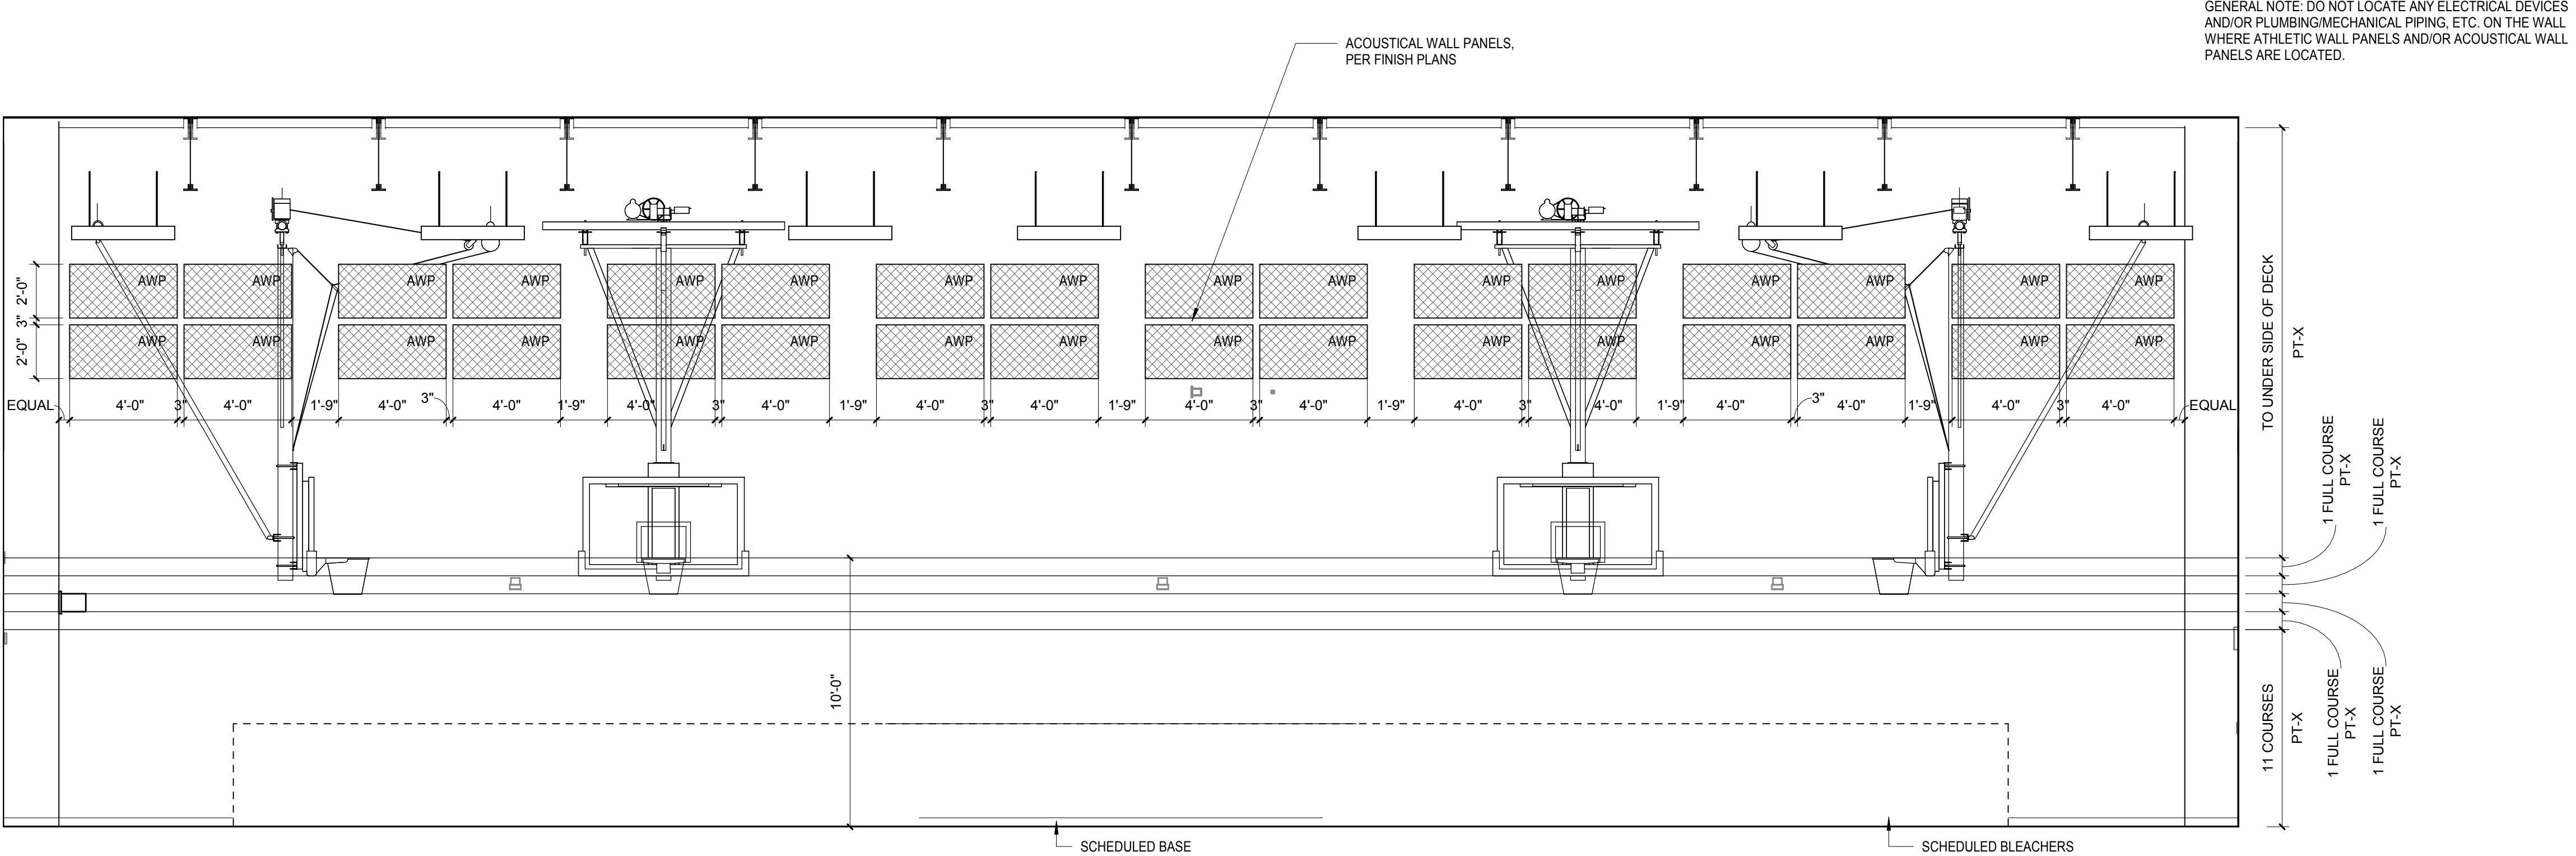 GENERAL NOTE: DO NOT LOCATE ANY ELECTRICAL DEVICES
AND/OR PLUMBING/MECHANICAL PIPING, ETC. ON THE WALL
WHERE ATHLETIC WALL PANELS AND/OR ACOUSTICAL WALL
PANELS ARE LOCATED.
ACOUSTICAL WALL PANELS,
PER FINISH PLANS
AWP AWP AWP AWP AWP AWP AWP AWP AWP AWP AWP AWP AWP AWP AWP AWP
AWP AWP AWP AWP AWP AWP AWP AWP AWP AWP AWP AWP AWP AWP AWP AWP
2'-0"
3"
2'-0"
EQUAL 4'-0" 3" 4'-0" 1'-9" 4'-0" 3" 4'-0" 1'-9" 4'-0" 3" 4'-0" 1'-9" 4'-0" 3" 4'-0" 1'-9" 4'-0" 3" 4'-0" 1'-9" 4'-0" 3" 4'-0" 1'-9" 4'-0" 3" 4'-0" 1'-9" 4'-0" 3" 4'-0" EQUAL
TO UNDER SIDE OF DECK
PT-X
1 FULL COURSE
PT-X
1 FULL COURSE
PT-X
10'-0"
11 COURSES
PT-X
1 FULL COURSE
PT-X
1 FULL COURSE
PT-X
SCHEDULED BASE
SCHEDULED BLEACHERS